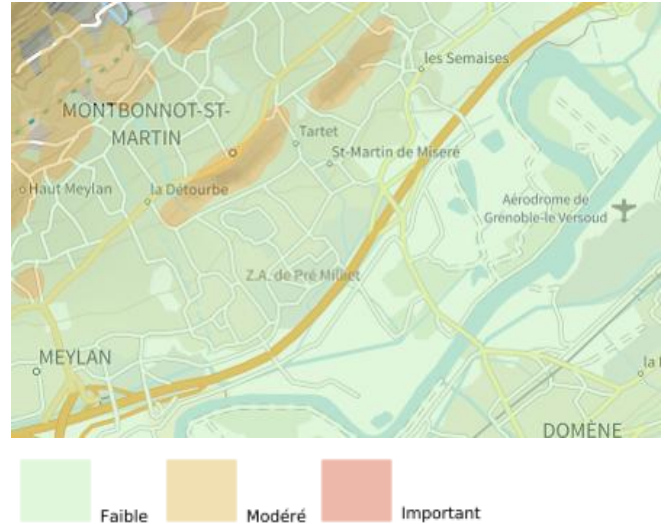 les Semaises
MONTBONNOT-ST-
MARTIN
Tartet
St-Martin de Miseré
Haut Meylan
la Détourbe
Aérodrome de
Grenoble-le Versoud
Z.A. de Pré Millet
MEYLAN
la
DOMÈNE
Faible
Modéré
Important